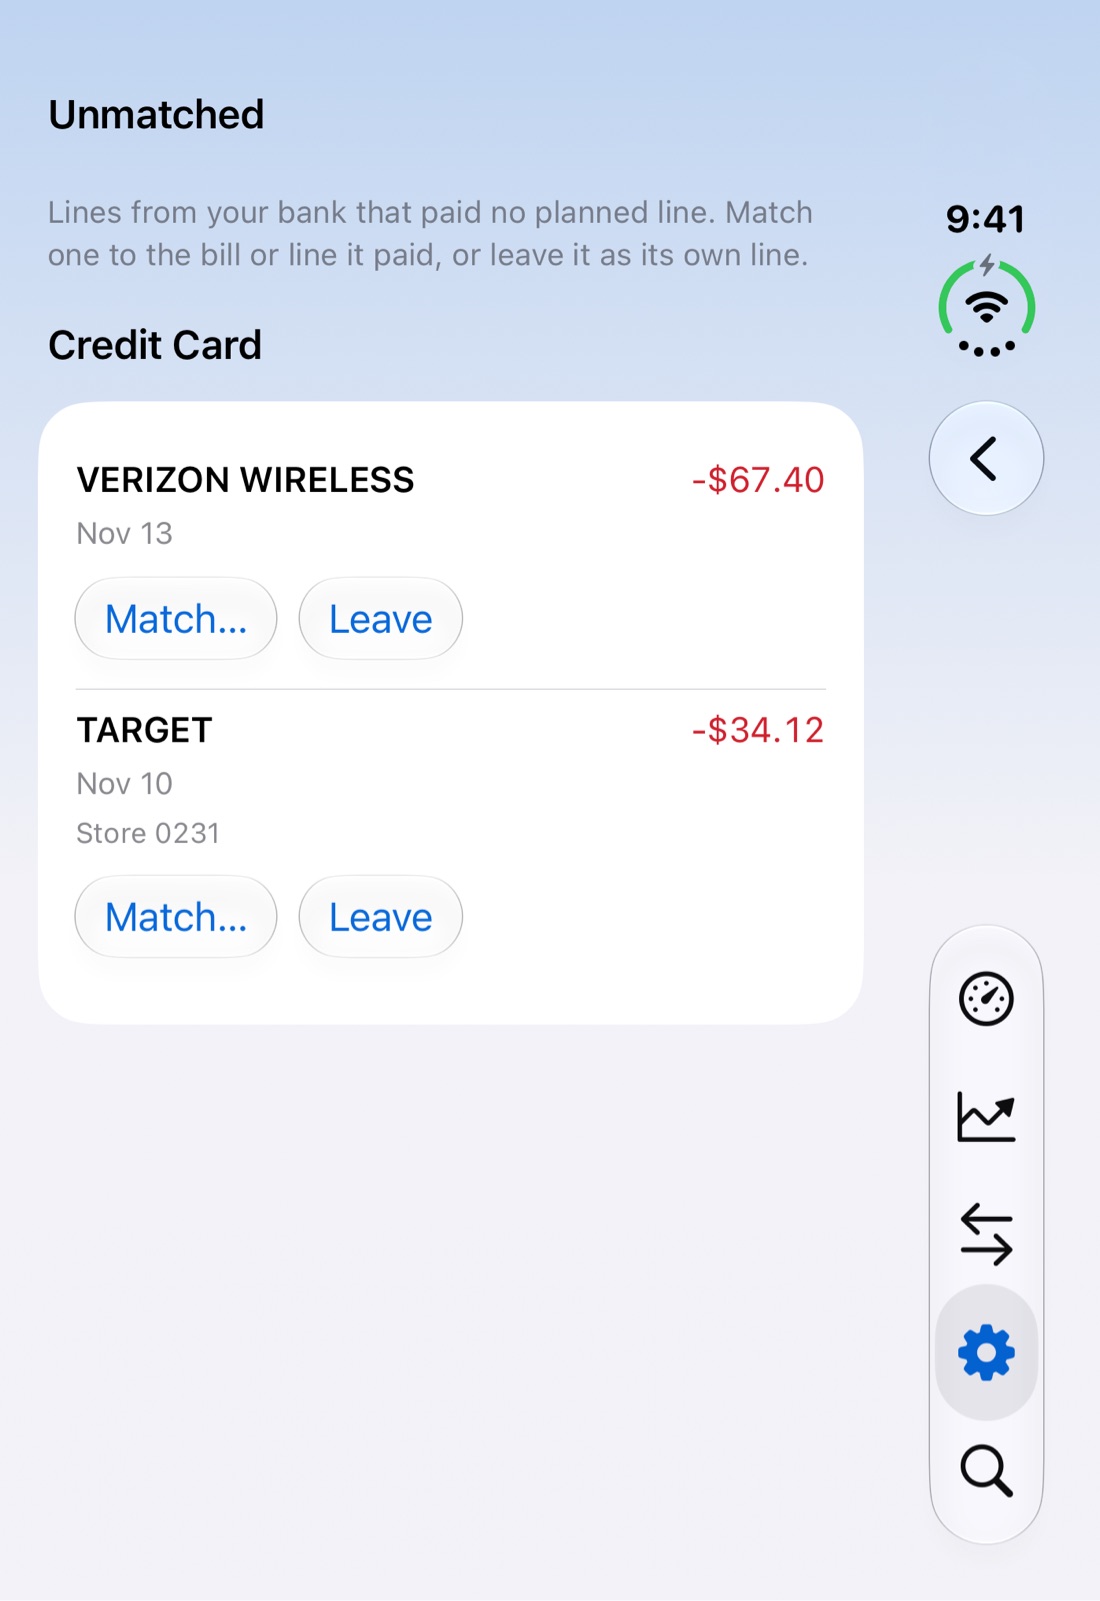 Unmatched
Lines from your bank that paid no planned line. Match
one to the bill or line it paid, or leave it as its own line.
9:41
Credit Card
VERIZON WIRELESS -$67.40
Nov 13
Match... Leave
TARGET -$34.12
Nov 10
Store 0231
Match... Leave